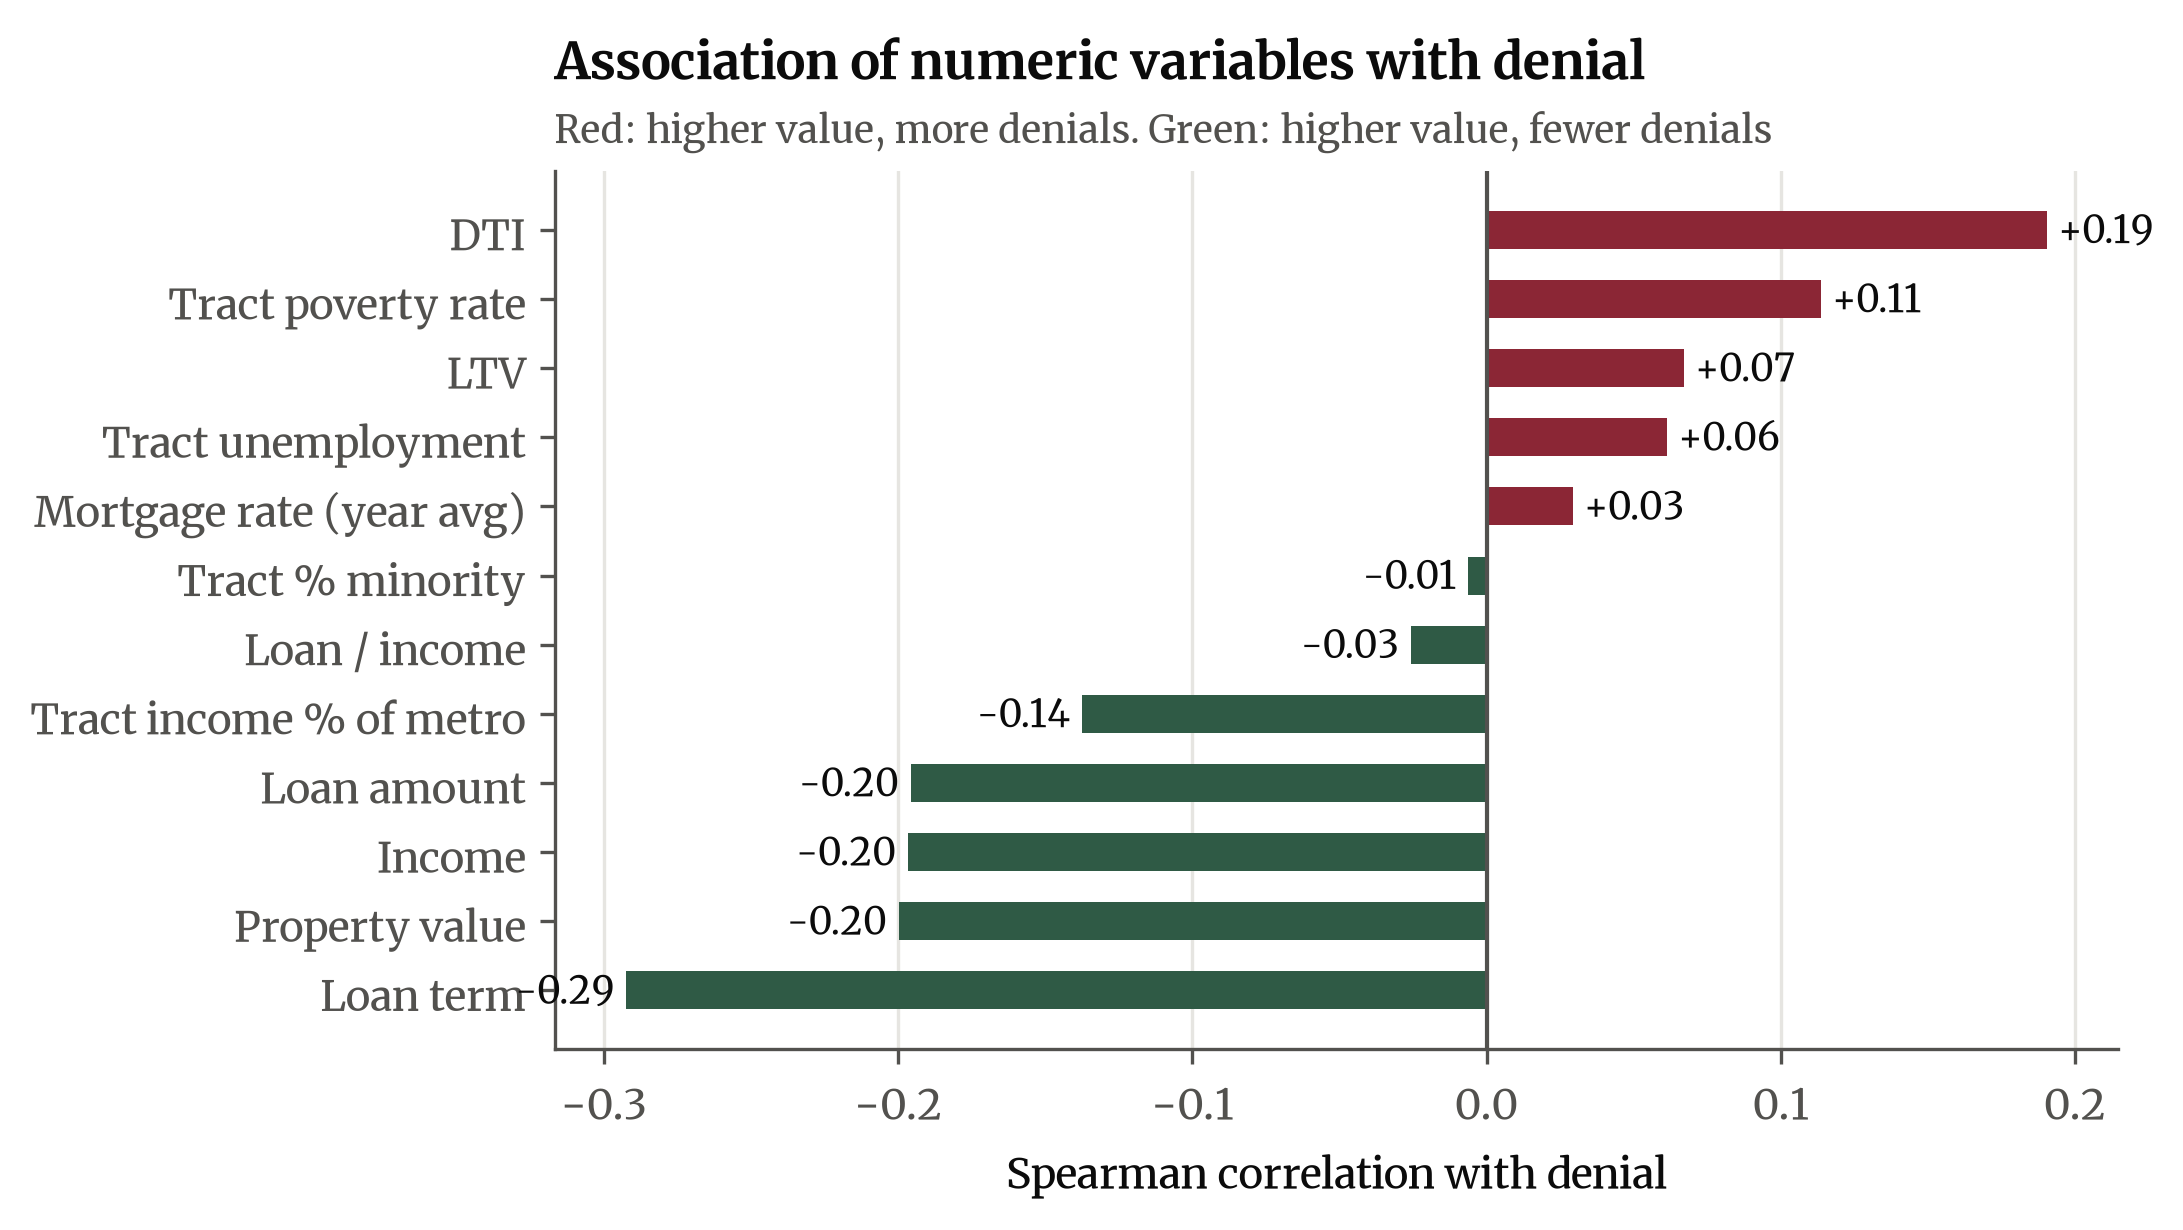 Association of numeric variables with denial
Red: higher value, more denials. Green: higher value, fewer denials
DTI +0.19
Tract poverty rate +0.11
LTV +0.07
Tract unemployment +0.06
Mortgage rate (year avg) +0.03
Tract % minority −0.01
Loan / income −0.03
Tract income % of metro −0.14
Loan amount −0.20
Income −0.20
Property value −0.20
Loan term −0.29
−0.3 −0.2 −0.1 0.0 0.1 0.2
Spearman correlation with denial